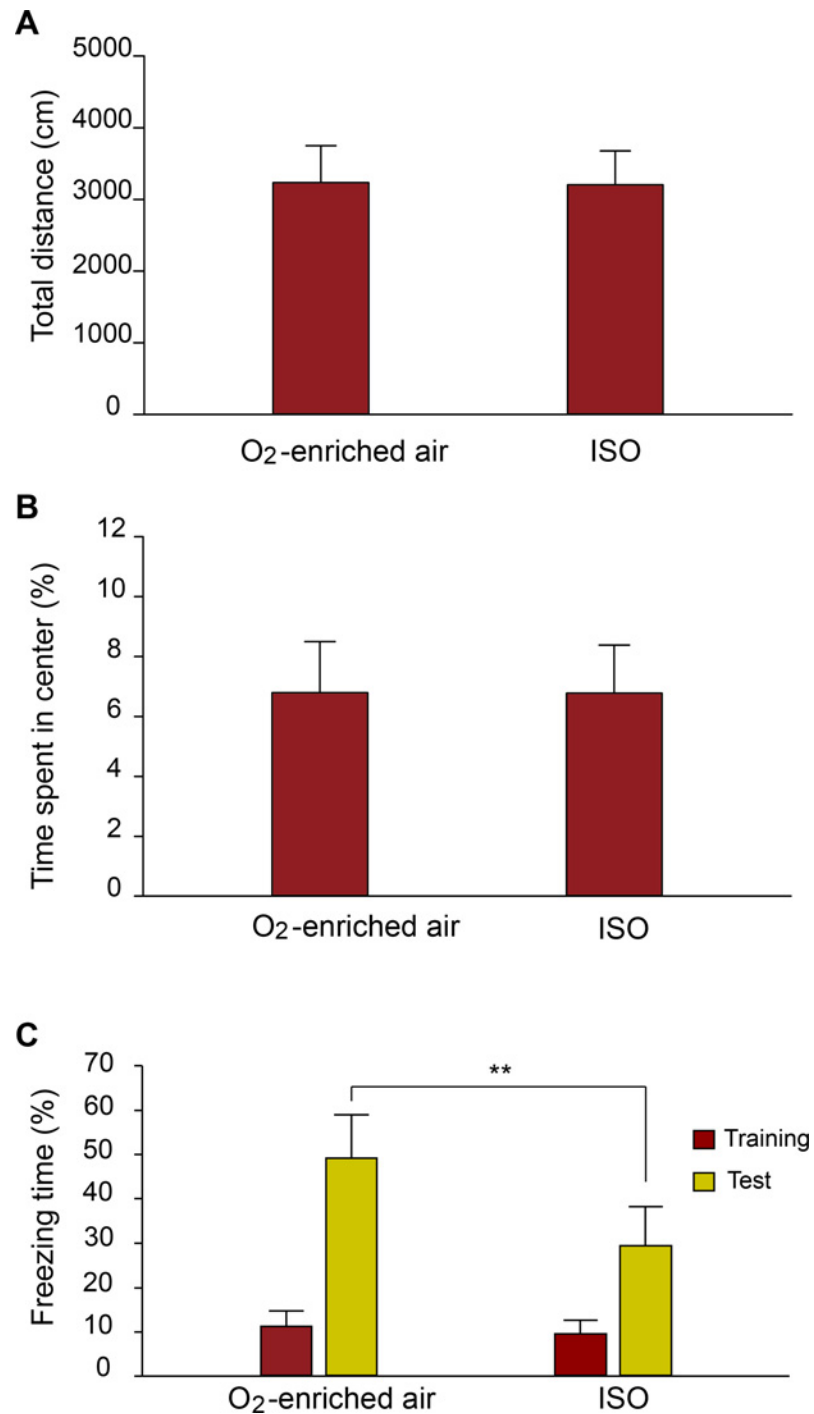 A
Total distance (cm)
5000
4000
3000
2000
1000
0
O2-enriched air ISO
B
Time spent in center (%)
12
10
8
6
4
2
0
O2-enriched air ISO
C
Freezing time (%)
70
60
50
40
30
20
10
0
**
Training
Test
O2-enriched air ISO